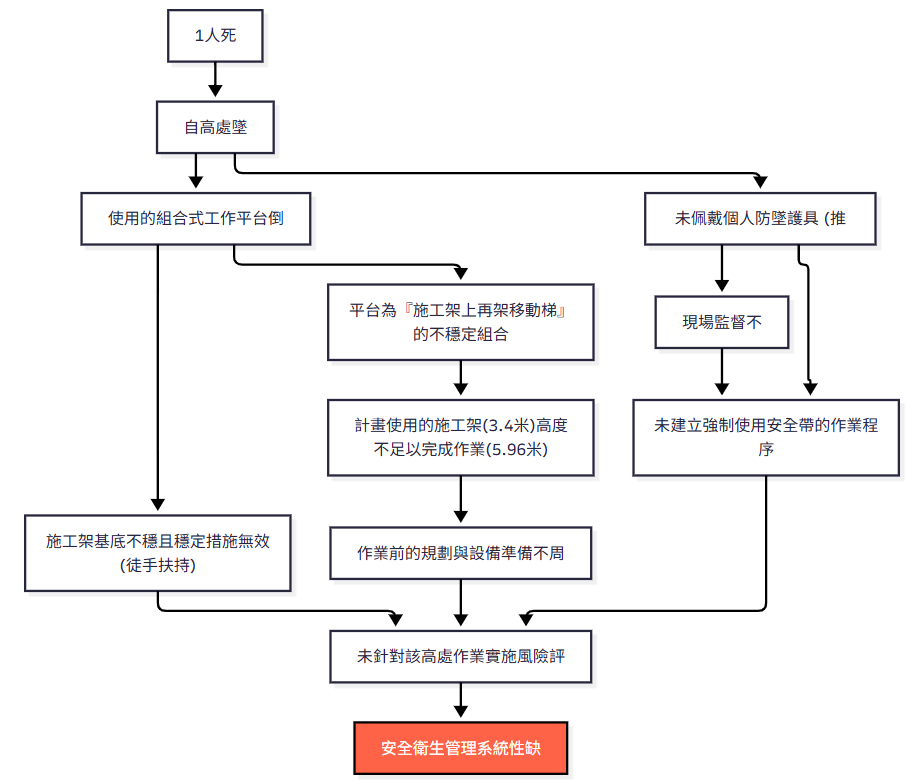 1人死
自高處墜
使用的組合式工作平台倒
未佩戴個人防墜護具 (推
平台為『施工架上再架移動梯』
的不穩定組合
現場監督不
計畫使用的施工架(3.4米)高度
不足以完成作業(5.96米)
未建立強制使用安全帶的作業程
序
施工架基底不穩且穩定措施無效
(徒手扶持)
作業前的規劃與設備準備不周
未針對該高處作業實施風險評
安全衛生管理系統性缺